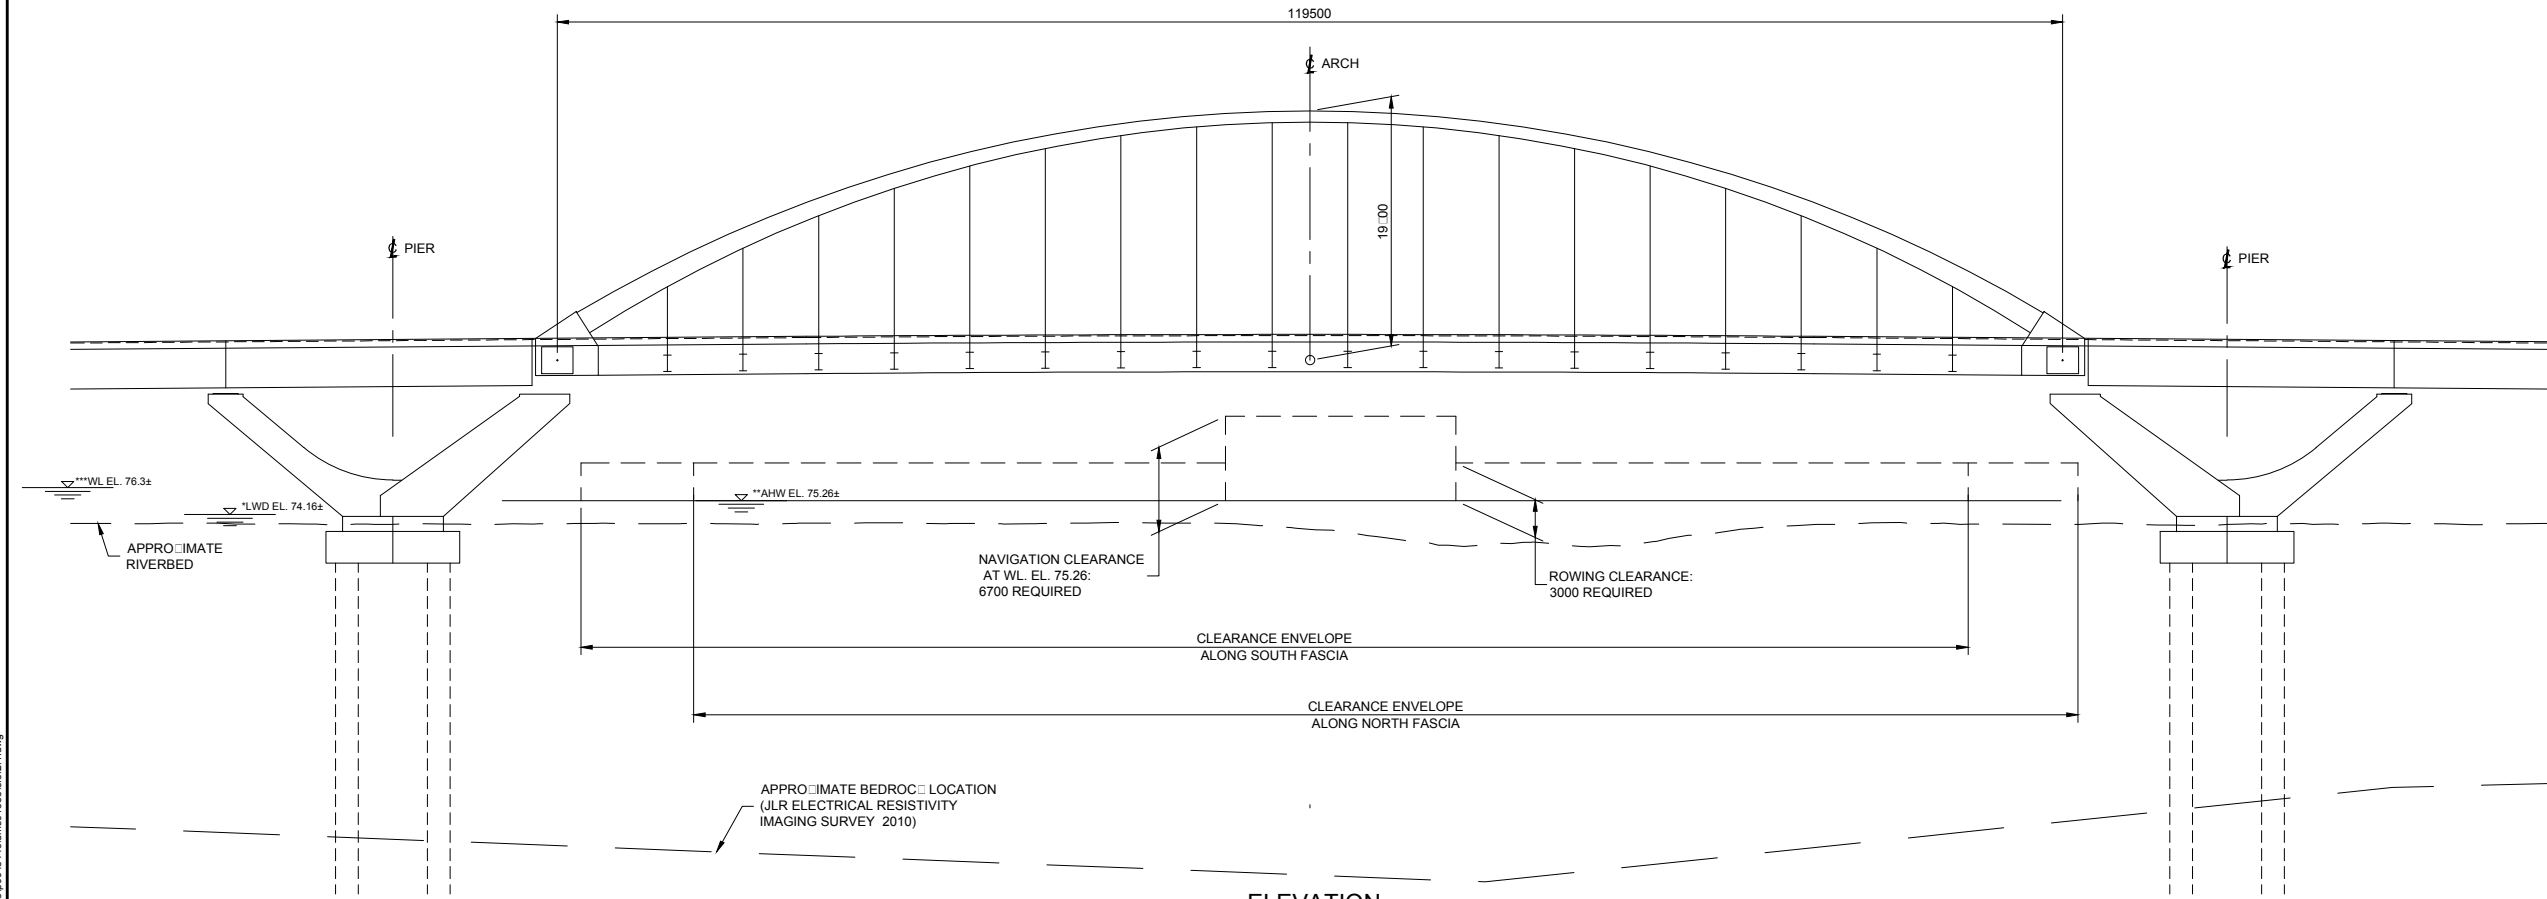 119500
℄ ARCH
19□00
℄ PIER
℄ PIER
***WL EL. 76.3±
*LWD EL. 74.16±
**AHW EL. 75.26±
APPRO□IMATE
RIVERBED
NAVIGATION CLEARANCE
AT WL. EL. 75.26:
6700 REQUIRED
ROWING CLEARANCE:
3000 REQUIRED
CLEARANCE ENVELOPE
ALONG SOUTH FASCIA
CLEARANCE ENVELOPE
ALONG NORTH FASCIA
APPRO□IMATE BEDROC□ LOCATION
(JLR ELECTRICAL RESISTIVITY
IMAGING SURVEY 2010)
ELEVATION